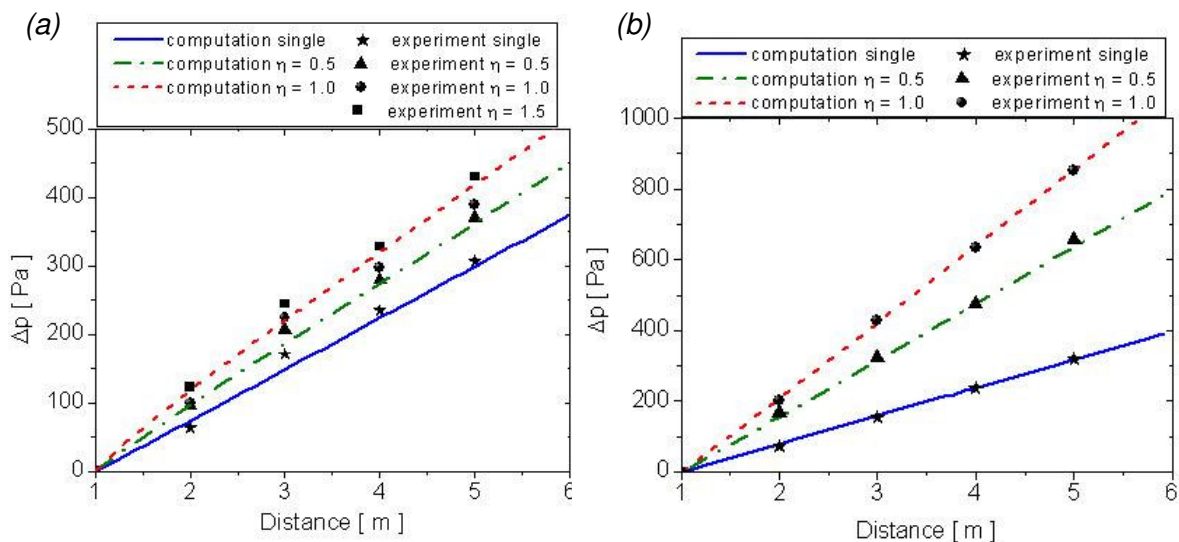 (a)
computation single
experiment single
computation η = 0.5
experiment η = 0.5
computation η = 1.0
experiment η = 1.0
experiment η = 1.5
500
400
300
200
100
0
Δp [ Pa]
1 2 3 4 5 6
Distance [ m ]
(b)
computation single
experiment single
computation η = 0.5
experiment η = 0.5
computation η = 1.0
experiment η = 1.0
1000
800
600
400
200
0
Δp [ Pa]
1 2 3 4 5 6
Distance [ m ]